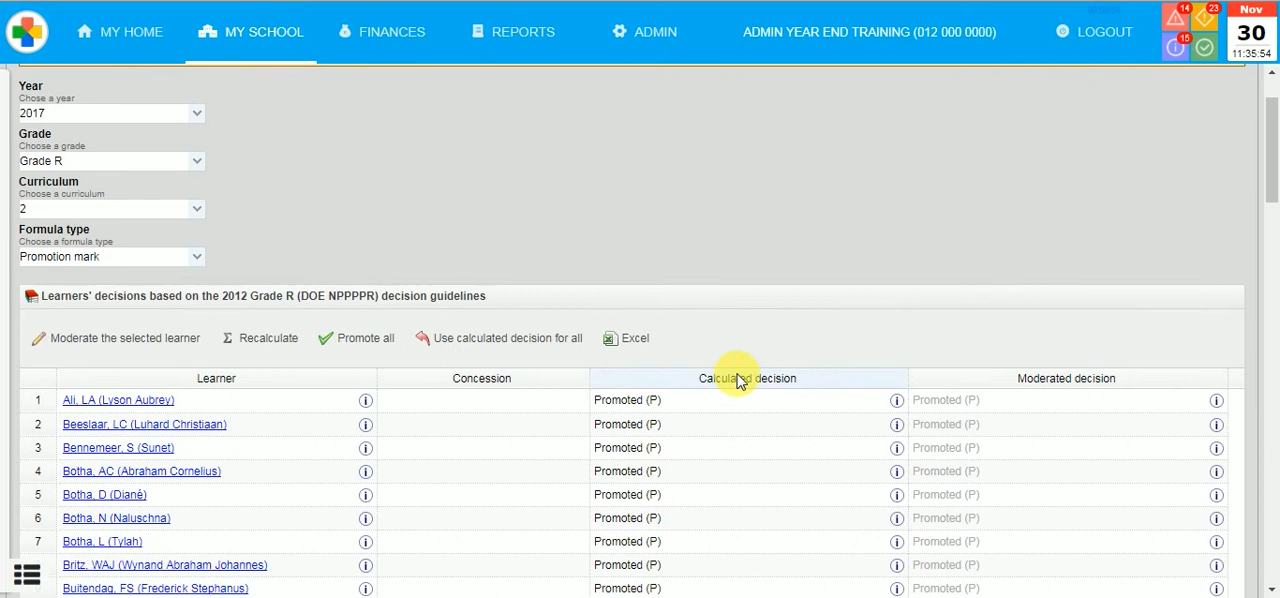 MY HOME
MY SCHOOL
FINANCES
REPORTS
ADMIN
ADMIN YEAR END TRAINING (012 000 0000)
LOGOUT
14
23
15
Nov
30
11:35:54
Year
Chose a year
2017
Grade
Choose a grade
Grade R
Curriculum
Choose a curriculum
2
Formula type
Choose a formula type
Promotion mark
Learners' decisions based on the 2012 Grade R (DOE NPPPPR) decision guidelines
Moderate the selected learner
Σ Recalculate
Promote all
Use calculated decision for all
Excel
Learner Concession Calculated decision Moderated decision
1 Ali, LA (Lyson Aubrey) i Promoted (P) i Promoted (P) i
2 Beeslaar, LC (Luhard Christiaan) i Promoted (P) i Promoted (P) i
3 Bennemeer, S (Sunet) i Promoted (P) i Promoted (P) i
4 Botha, AC (Abraham Cornelius) i Promoted (P) i Promoted (P) i
5 Botha, D (Diané) i Promoted (P) i Promoted (P) i
6 Botha, N (Naluschna) i Promoted (P) i Promoted (P) i
7 Botha, L (Tylah) i Promoted (P) i Promoted (P) i
Britz, WAJ (Wynand Abraham Johannes) i Promoted (P) i Promoted (P) i
Buitendag, FS (Frederick Stephanus) i Promoted (P) i Promoted (P) i